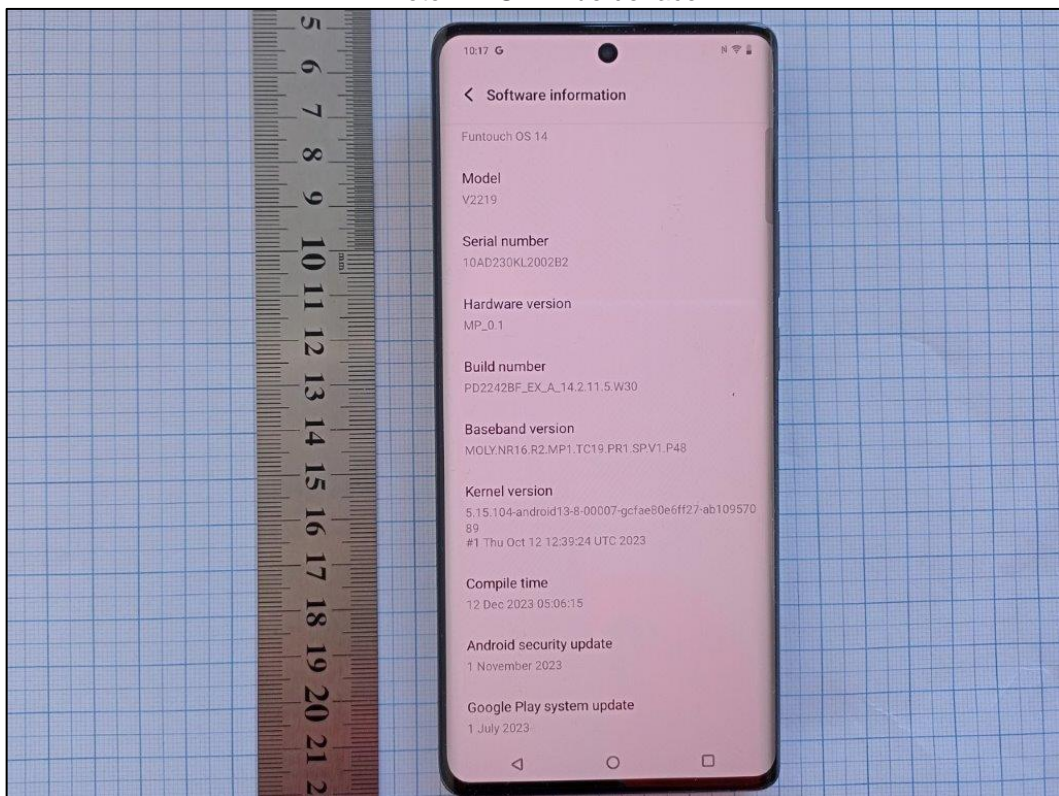 5
6
7
8
9
10
mm
11
12
13
14
15
16
17
18
19
20
21
2
10:17 G
Software information
Funtouch OS 14
Model
V2219
Serial number
10AD230KL2002B2
Hardware version
MP_0.1
Build number
PD2242BF_EX_A_14.2.11.5.W30
Baseband version
MOLY.NR16.R2.MP1.TC19.PR1.SP.V1.P48
Kernel version
5.15.104-android13-8-00007-gcfae80e6ff27-ab109570
89
#1 Thu Oct 12 12:39:24 UTC 2023
Compile time
12 Dec 2023 05:06:15
Android security update
1 November 2023
Google Play system update
1 July 2023